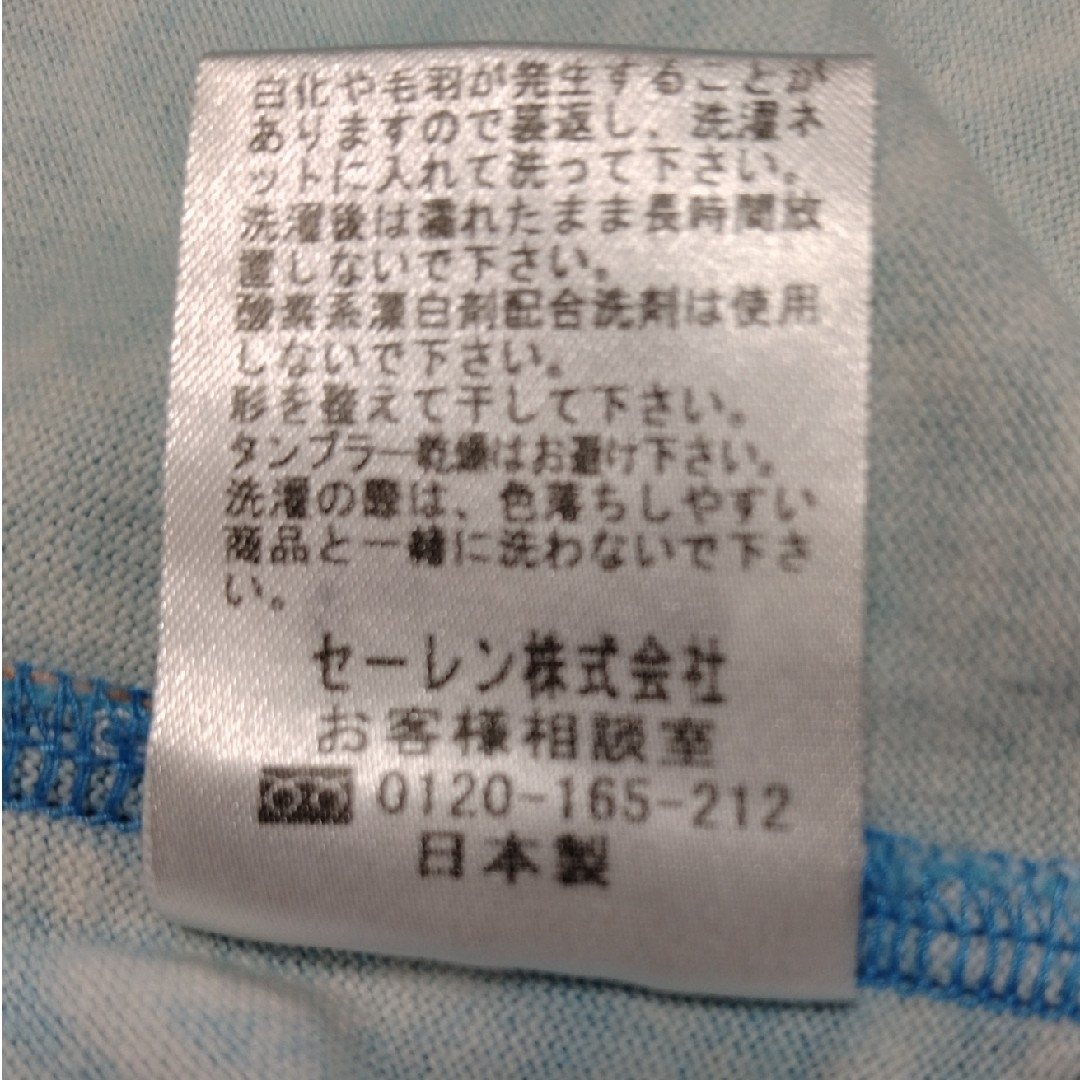 白化や毛羽が発生することが
ありますので裏返し、洗濯ネ
ットに入れて洗って下さい。
洗濯後は濡れたまま長時間放
置しないで下さい。
酸素系漂白剤配合洗剤は使用
しないで下さい。
形を整えて干して下さい。
タンブラー乾燥はお避け下さい。
洗濯の際は、色落ちしやすい
商品と一緒に洗わないで下さ
い。
セーレン株式会社
お客様相談室
0120-165-212
日本製